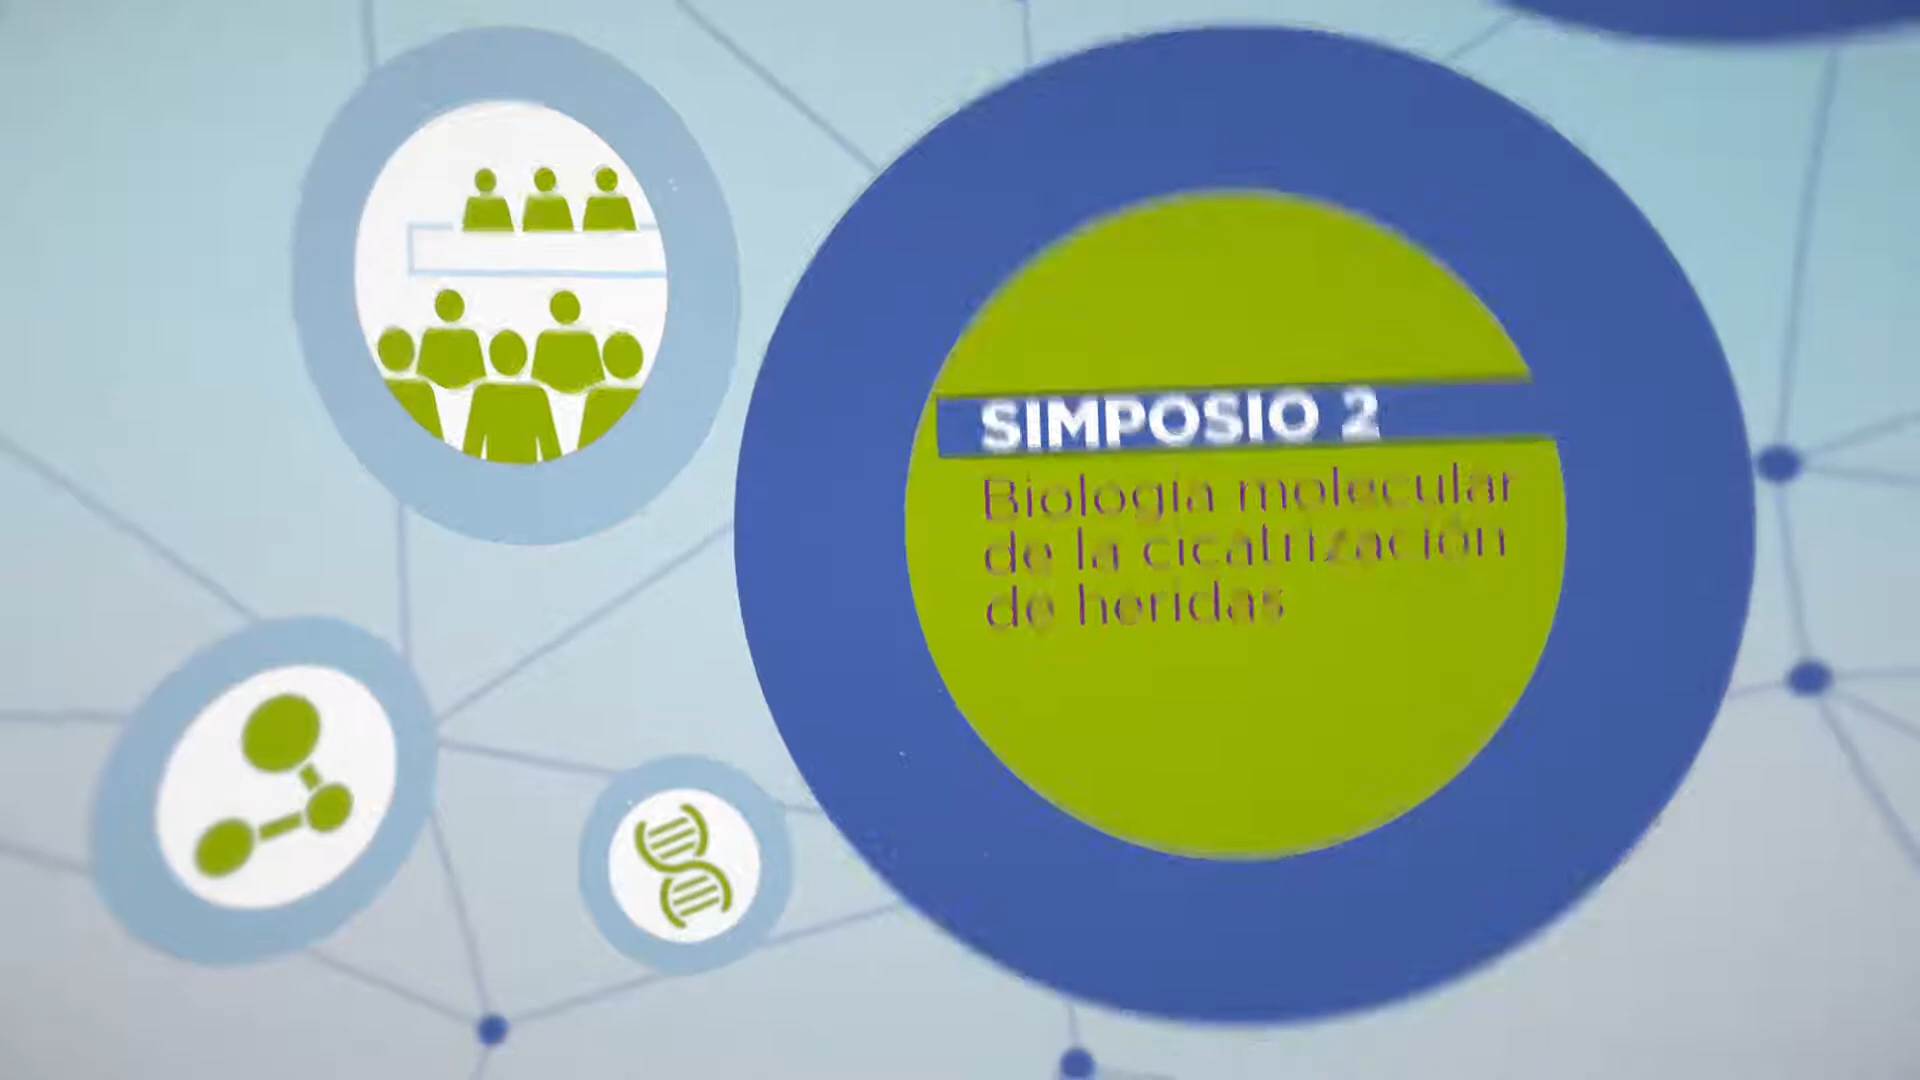 SIMPOSIO 2
Biología molecular
de la cicatrización
de heridas